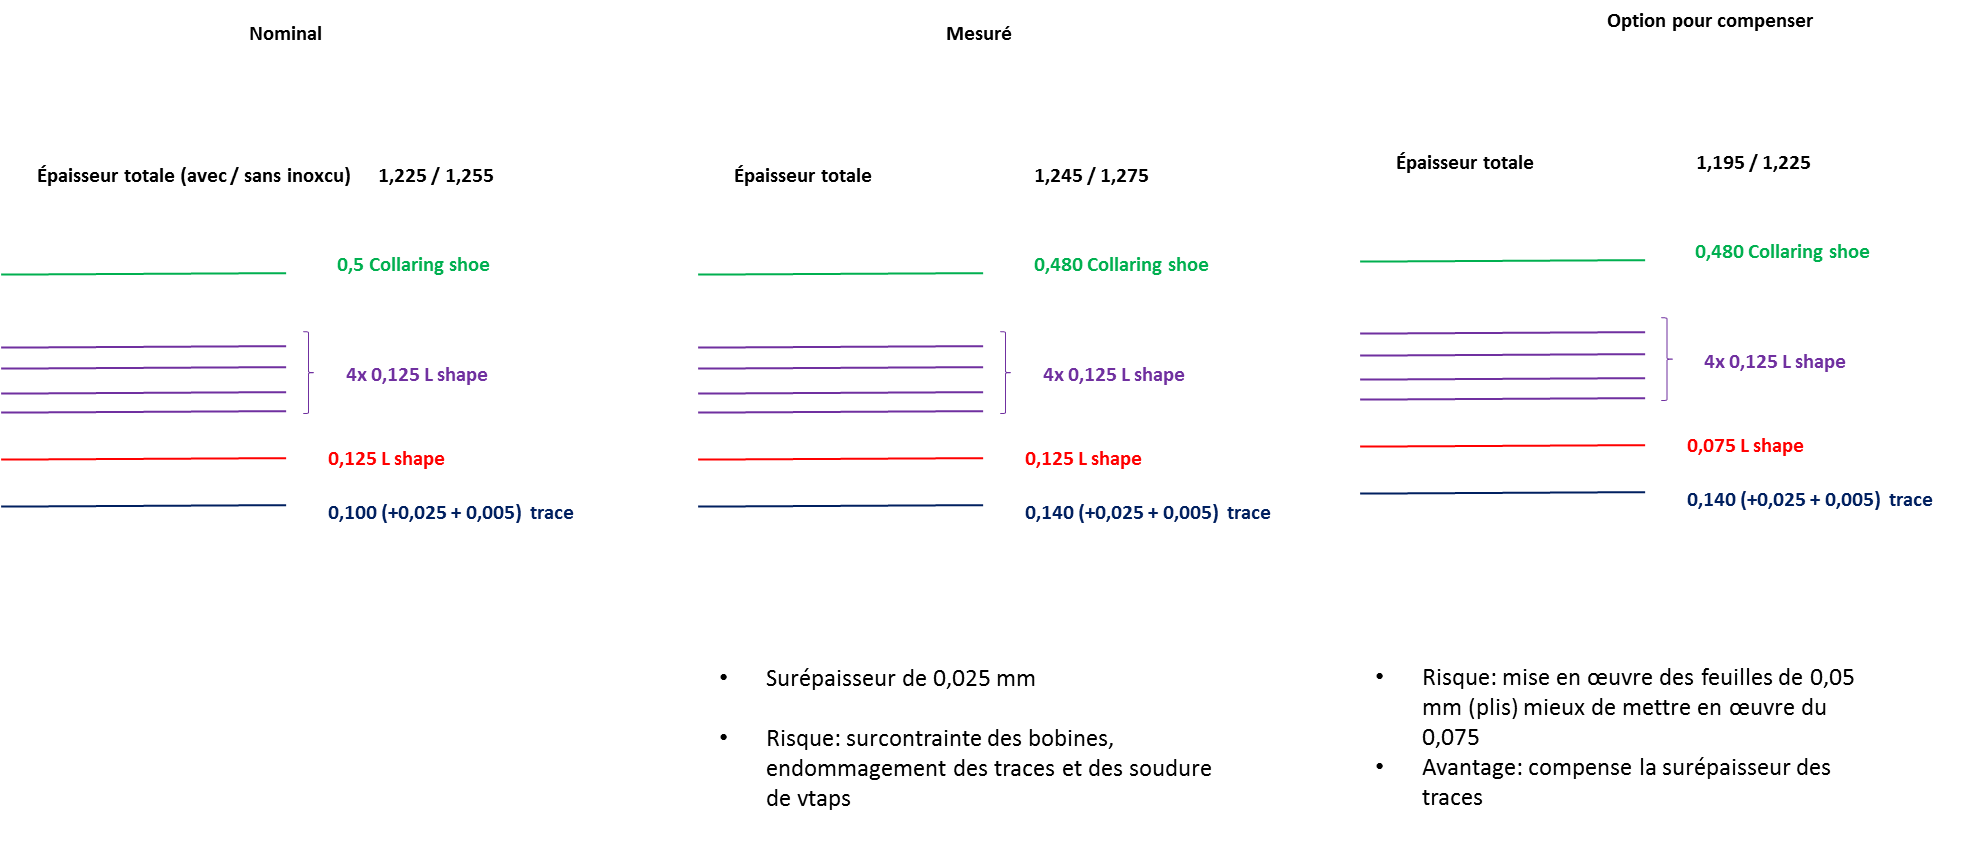 Nominal
Épaisseur totale (avec / sans inoxcu) 1,225 / 1,255
0,5 Collaring shoe
4x 0,125 L shape
0,125 L shape
0,100 (+0,025 + 0,005) trace
Mesuré
Épaisseur totale 1,245 / 1,275
0,480 Collaring shoe
4x 0,125 L shape
0,125 L shape
0,140 (+0,025 + 0,005) trace
• Surépaisseur de 0,025 mm
• Risque: surcontrainte des bobines,
endommagement des traces et des soudure
de vtaps
Option pour compenser
Épaisseur totale 1,195 / 1,225
0,480 Collaring shoe
4x 0,125 L shape
0,075 L shape
0,140 (+0,025 + 0,005) trace
• Risque: mise en œuvre des feuilles de 0,05
mm (plis) mieux de mettre en œuvre du
0,075
• Avantage: compense la surépaisseur des
traces